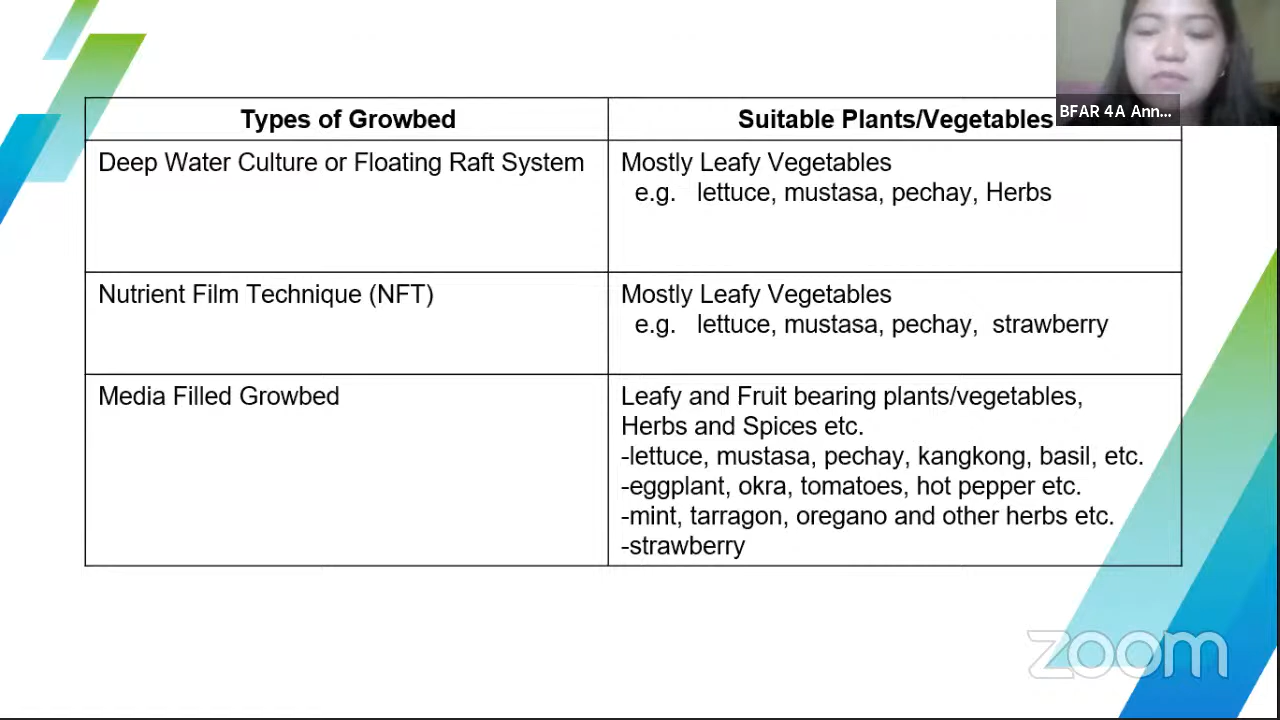 Types of Growbed
Suitable Plants/Vegetables
BFAR 4A Ann...
Deep Water Culture or Floating Raft System
Mostly Leafy Vegetables
e.g. lettuce, mustasa, pechay, Herbs
Nutrient Film Technique (NFT)
Mostly Leafy Vegetables
e.g. lettuce, mustasa, pechay, strawberry
Media Filled Growbed
Leafy and Fruit bearing plants/vegetables,
Herbs and Spices etc.
-lettuce, mustasa, pechay, kangkong, basil, etc.
-eggplant, okra, tomatoes, hot pepper etc.
-mint, tarragon, oregano and other herbs etc.
-strawberry
zoom